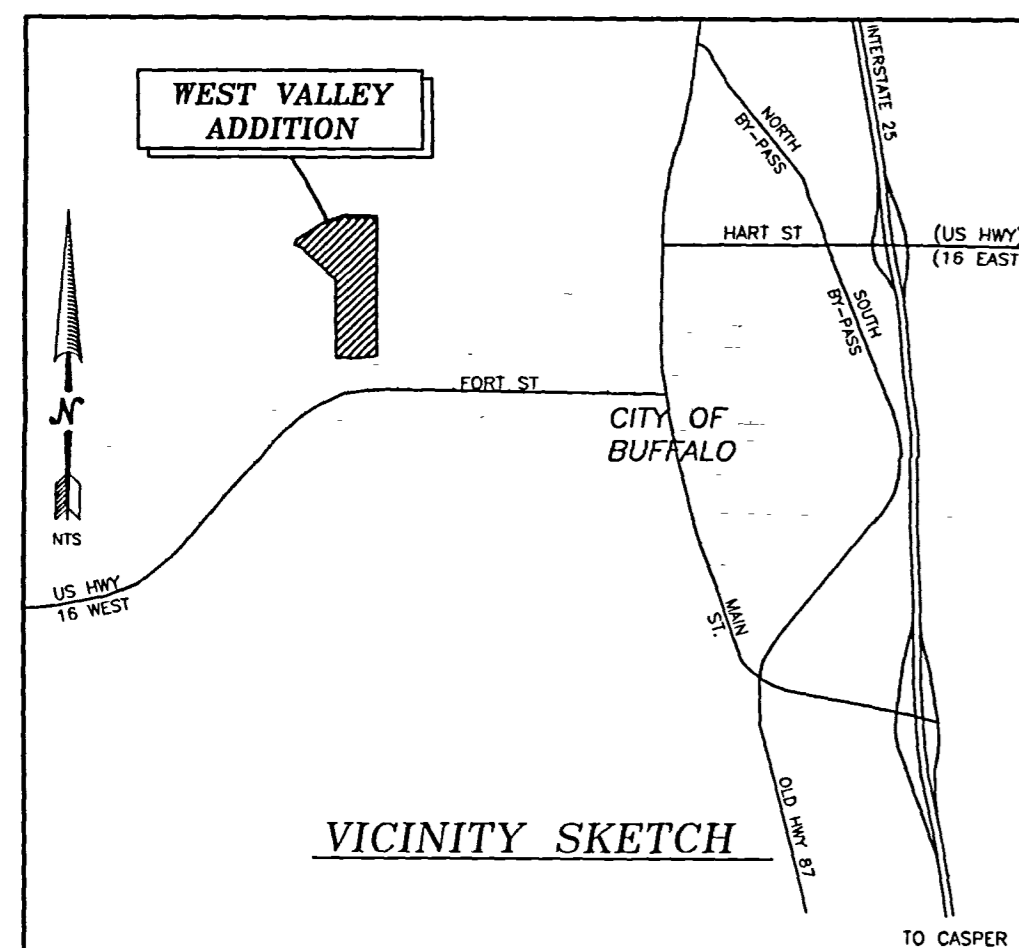 WEST VALLEY
ADDITION
INTERSTATE 25
NORTH
BY-PASS
HART ST
(US HWY)
(16 EAST
SOUTH
BY-PASS
N
NTS
FORT ST
CITY OF
BUFFALO
US HWY
16 WEST
MAIN
ST.
OLD HWY 87
VICINITY SKETCH
TO CASPER